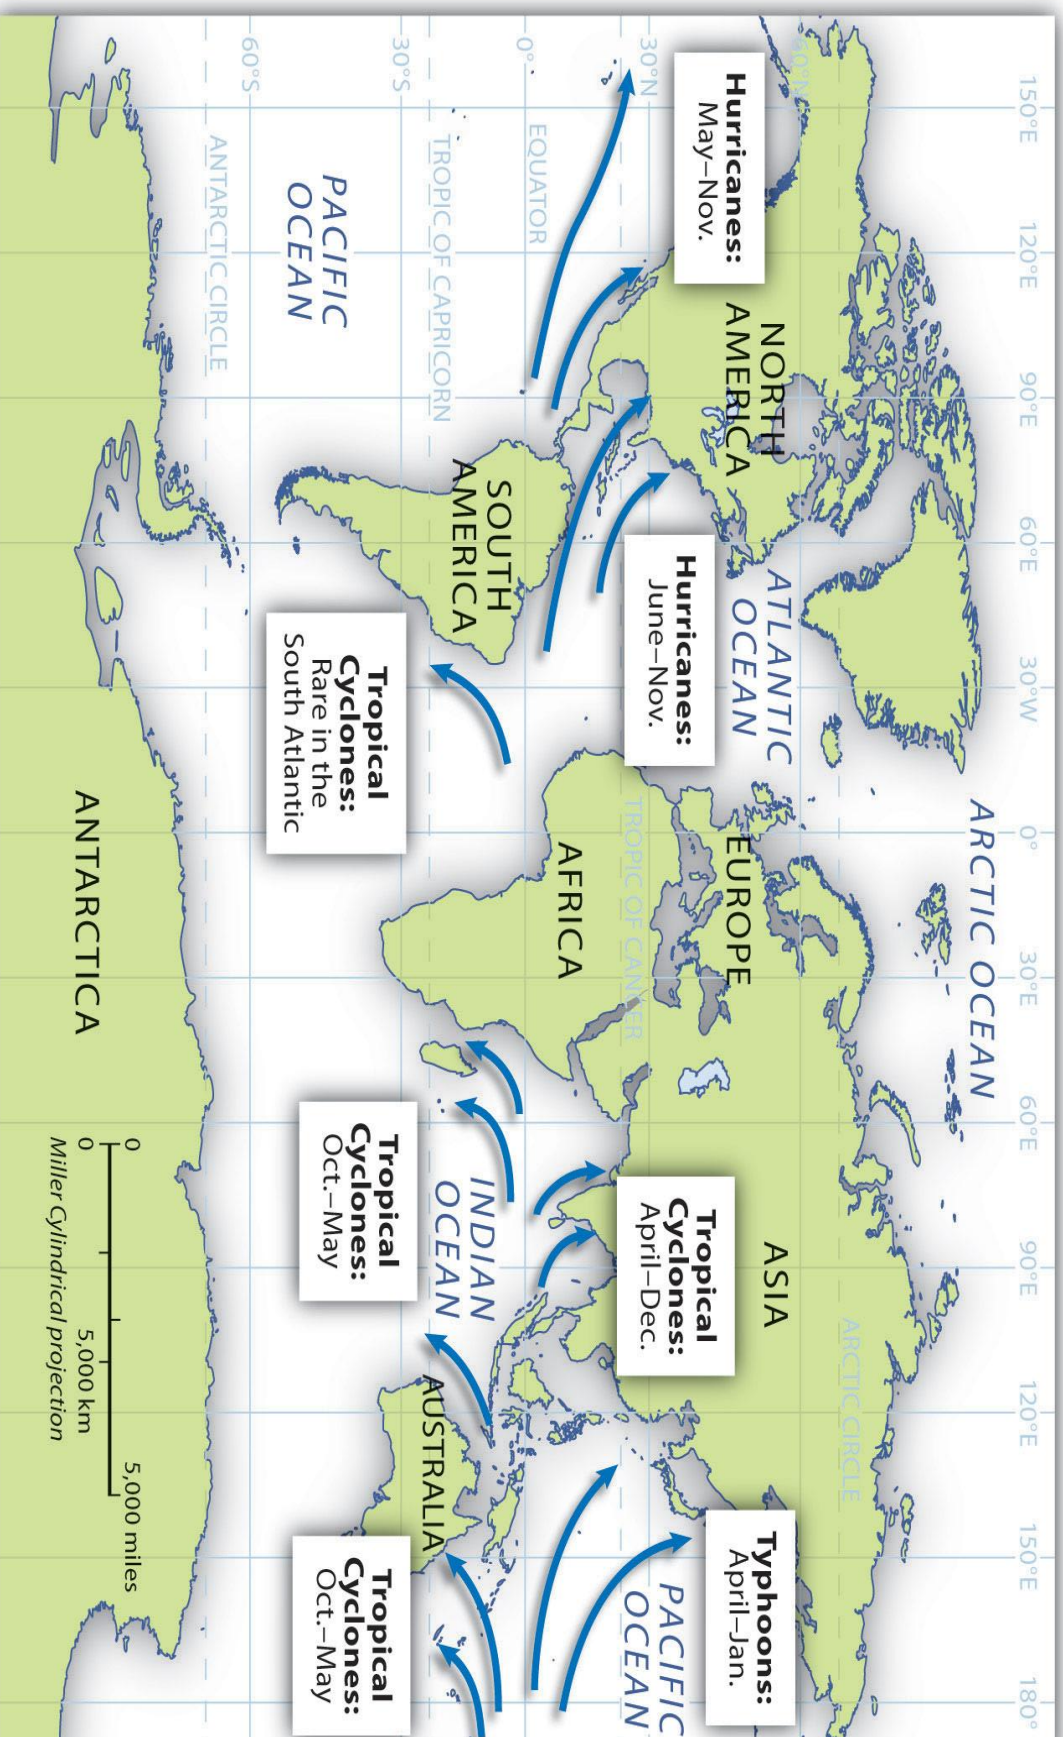 150°E
120°E
90°E
60°E
30°W
0°
30°E
60°E
90°E
120°E
150°E
180°
ARCTIC OCEAN
ARCTIC CIRCLE
60°N
NORTH
AMERICA
ATLANTIC
OCEAN
EUROPE
ASIA
Hurricanes:
May–Nov.
Hurricanes:
June–Nov.
Tropical
Cyclones:
April–Dec.
Typhoons:
April–Jan.
30°N
TROPIC OF CANCER
PACIFIC
OCEAN
AFRICA
0°
EQUATOR
SOUTH
AMERICA
INDIAN
OCEAN
TROPIC OF CAPRICORN
AUSTRALIA
30°S
PACIFIC
OCEAN
Tropical
Cyclones:
Rare in the
South Atlantic
Tropical
Cyclones:
Oct.–May
Tropical
Cyclones:
Oct.–May
60°S
ANTARCTIC CIRCLE
ANTARCTICA
0 5,000 miles
0 5,000 km
Miller Cylindrical projection